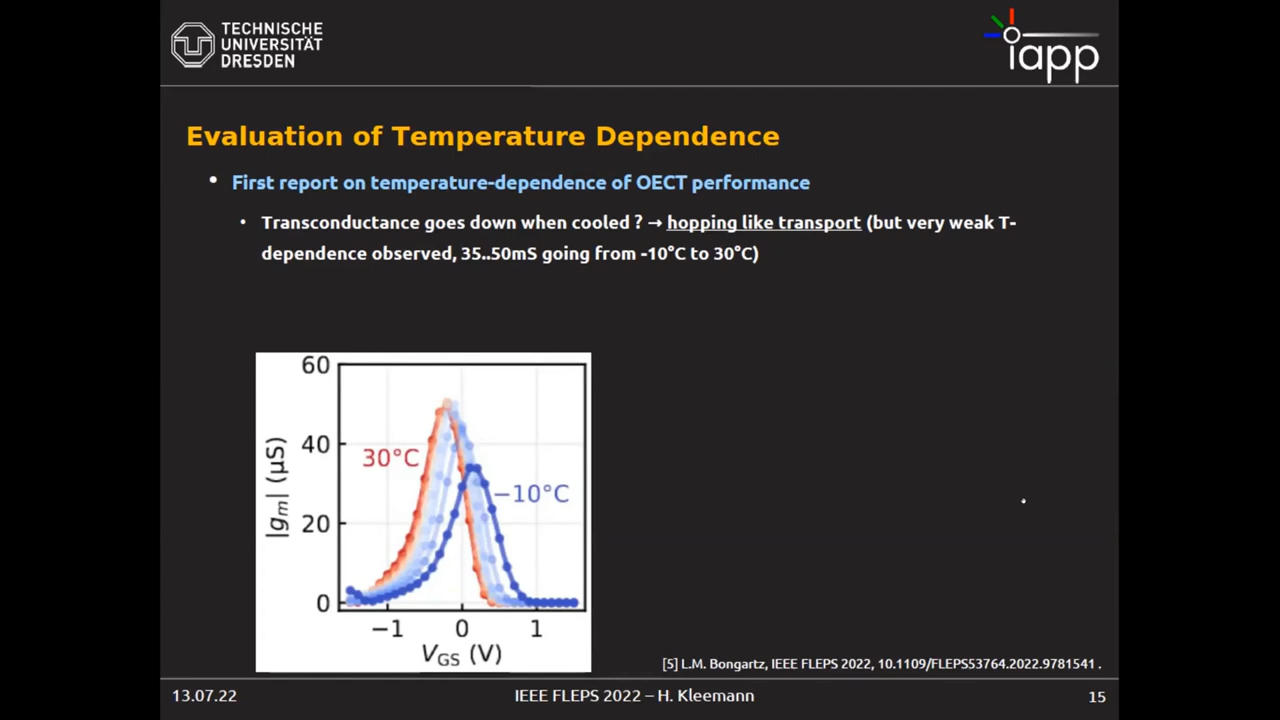 TECHNISCHE
UNIVERSITÄT
DRESDEN
iapp
Evaluation of Temperature Dependence
• First report on temperature-dependence of OECT performance
• Transconductance goes down when cooled ? → hopping like transport (but very weak T-
dependence observed, 35..50mS going from -10°C to 30°C)
60
40
20
0
|gm| (µS)
30°C
−10°C
−1 0 1
VGS (V)
[5] L.M. Bongartz, IEEE FLEPS 2022, 10.1109/FLEPS53764.2022.9781541 .
13.07.22 IEEE FLEPS 2022 – H. Kleemann 15